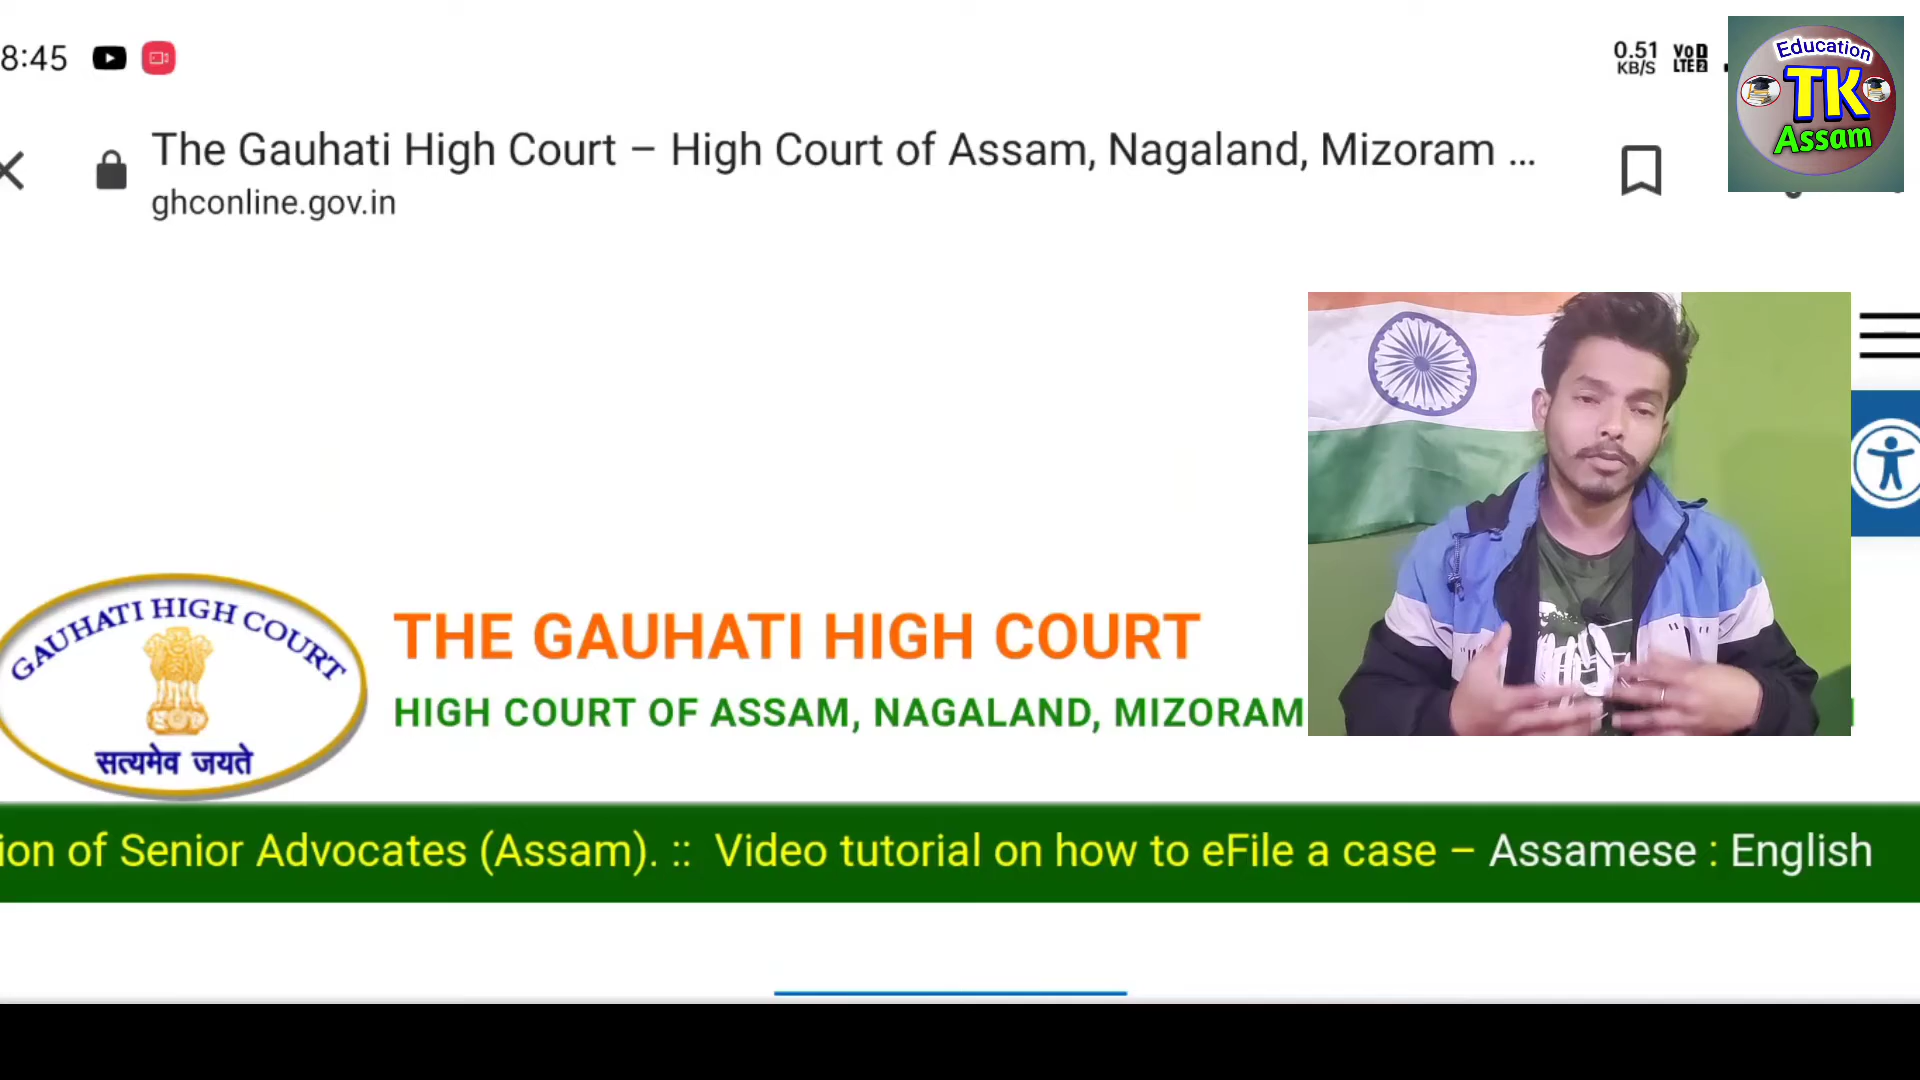 8:45
0.51
KB/S
VoD
LTE2
Education
TK
Assam
The Gauhati High Court – High Court of Assam, Nagaland, Mizoram ...
ghconline.gov.in
GAUHATI HIGH COURT
सत्यमेव जयते
THE GAUHATI HIGH COURT
HIGH COURT OF ASSAM, NAGALAND, MIZORAM
ion of Senior Advocates (Assam). :: Video tutorial on how to eFile a case – Assamese : English